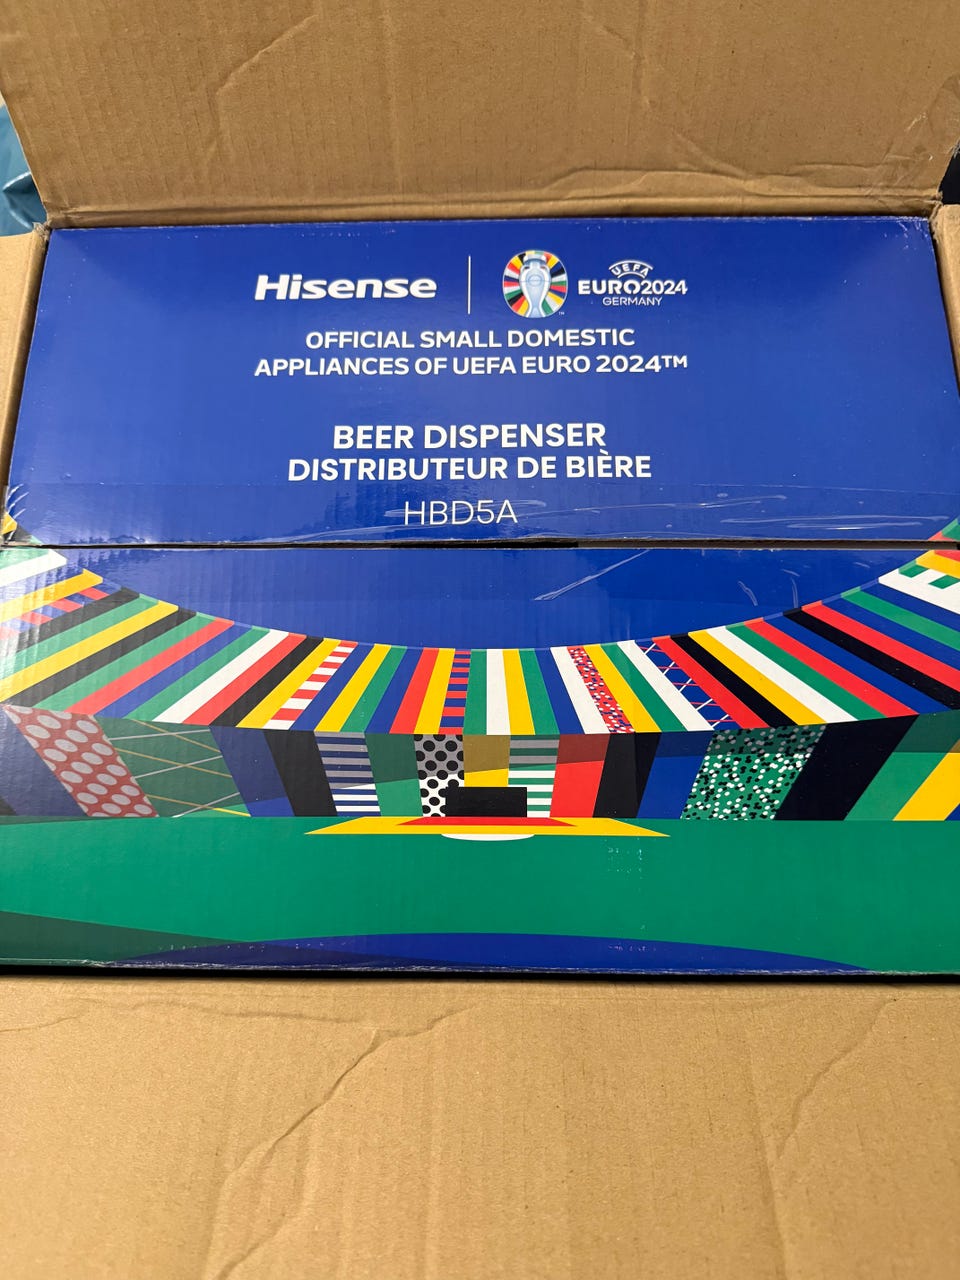 Hisense
UEFA
EURO2024
GERMANY
OFFICIAL SMALL DOMESTIC
APPLIANCES OF UEFA EURO 2024™
BEER DISPENSER
DISTRIBUTEUR DE BIÈRE
HBD5A